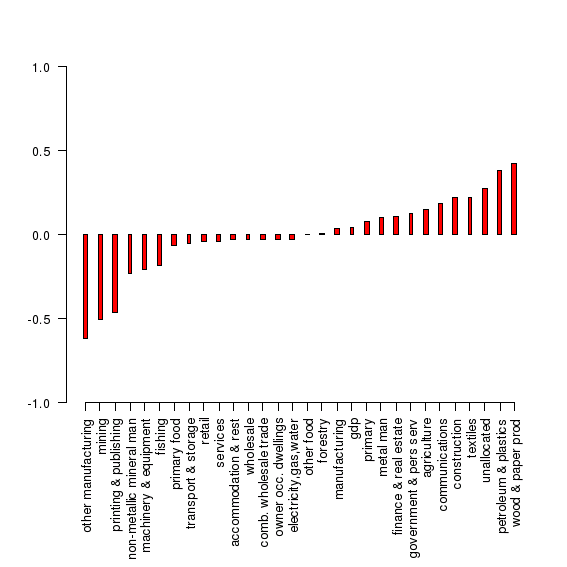 1.0
0.5
0.0
-0.5
-1.0
other manufacturing
mining
printing & publishing
non-metallic mineral man
machinery & equipment
fishing
primary food
transport & storage
retail
services
accommodation & rest
wholesale
comb. wholesale trade
owner occ. dwellings
electricity,gas,water
other food
forestry
manufacturing
gdp
primary
metal man
finance & real estate
government & pers serv
agriculture
communications
construction
textiles
unallocated
petroleum & plastics
wood & paper prod